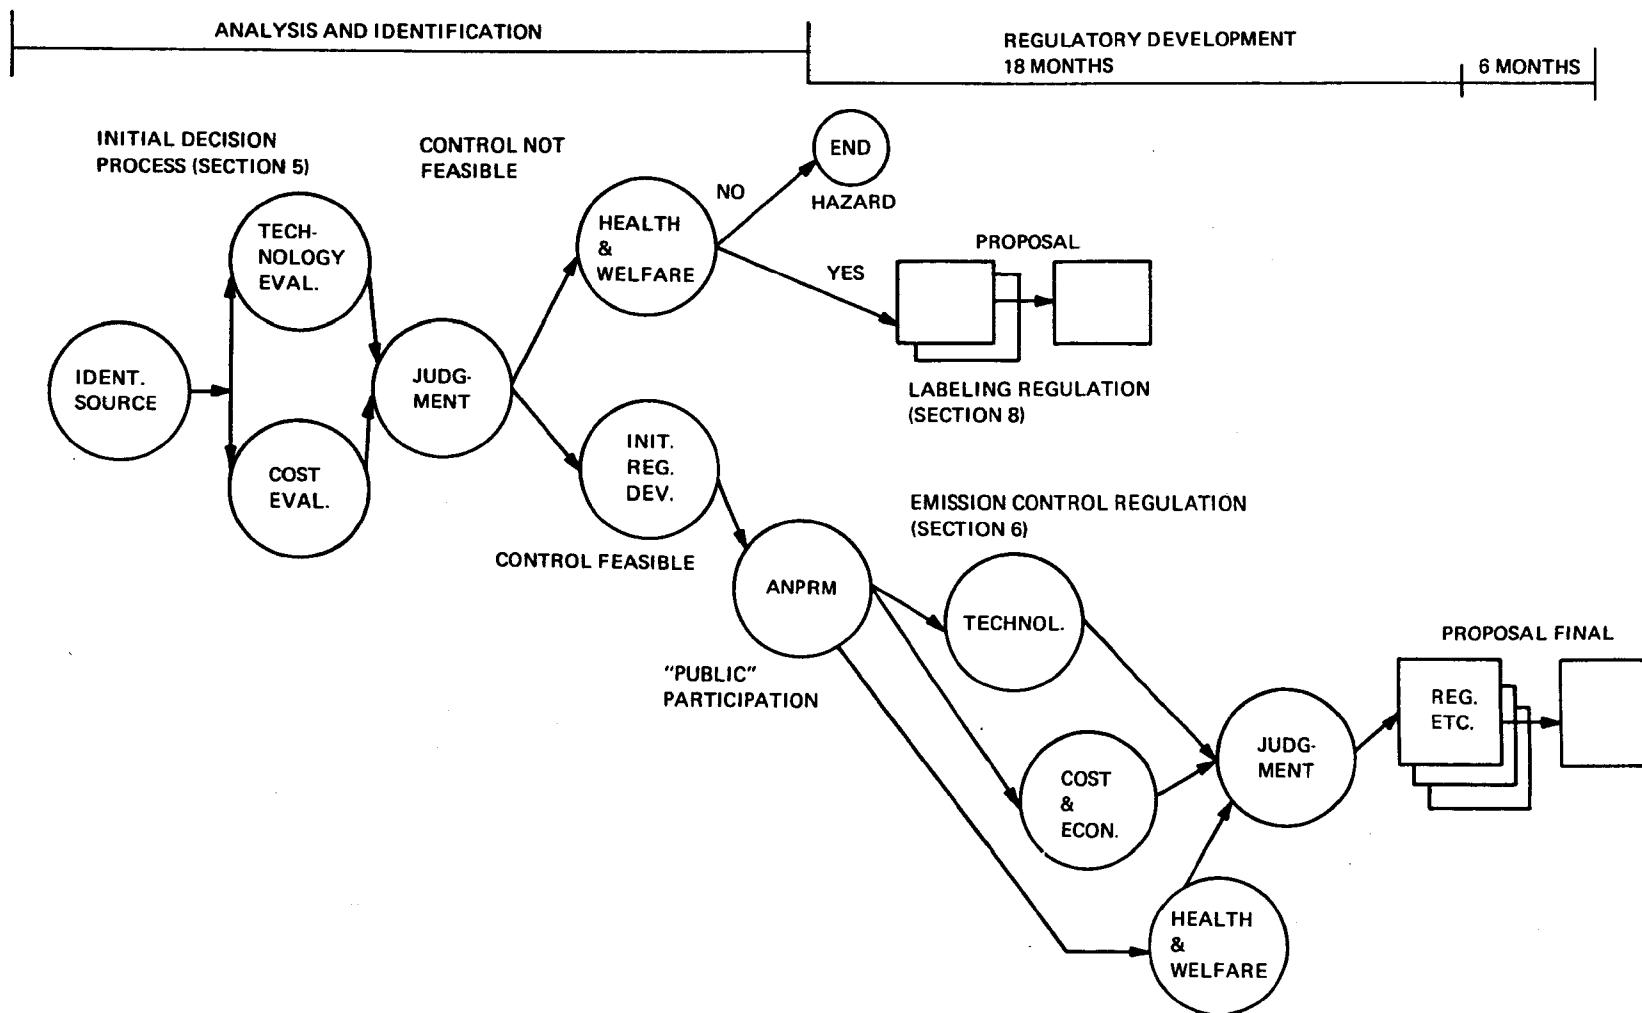 ANALYSIS AND IDENTIFICATION
REGULATORY DEVELOPMENT
18 MONTHS
6 MONTHS
INITIAL DECISION
PROCESS (SECTION 5)
CONTROL NOT
FEASIBLE
END
HAZARD
NO
YES
TECH-
NOLOGY
EVAL.
HEALTH
&
WELFARE
PROPOSAL
LABELING REGULATION
(SECTION 8)
IDENT.
SOURCE
JUDG-
MENT
COST
EVAL.
INIT.
REG.
DEV.
CONTROL FEASIBLE
ANPRM
"PUBLIC"
PARTICIPATION
EMISSION CONTROL REGULATION
(SECTION 6)
TECHNOL.
COST
&
ECON.
HEALTH
&
WELFARE
JUDG-
MENT
PROPOSAL FINAL
REG.
ETC.